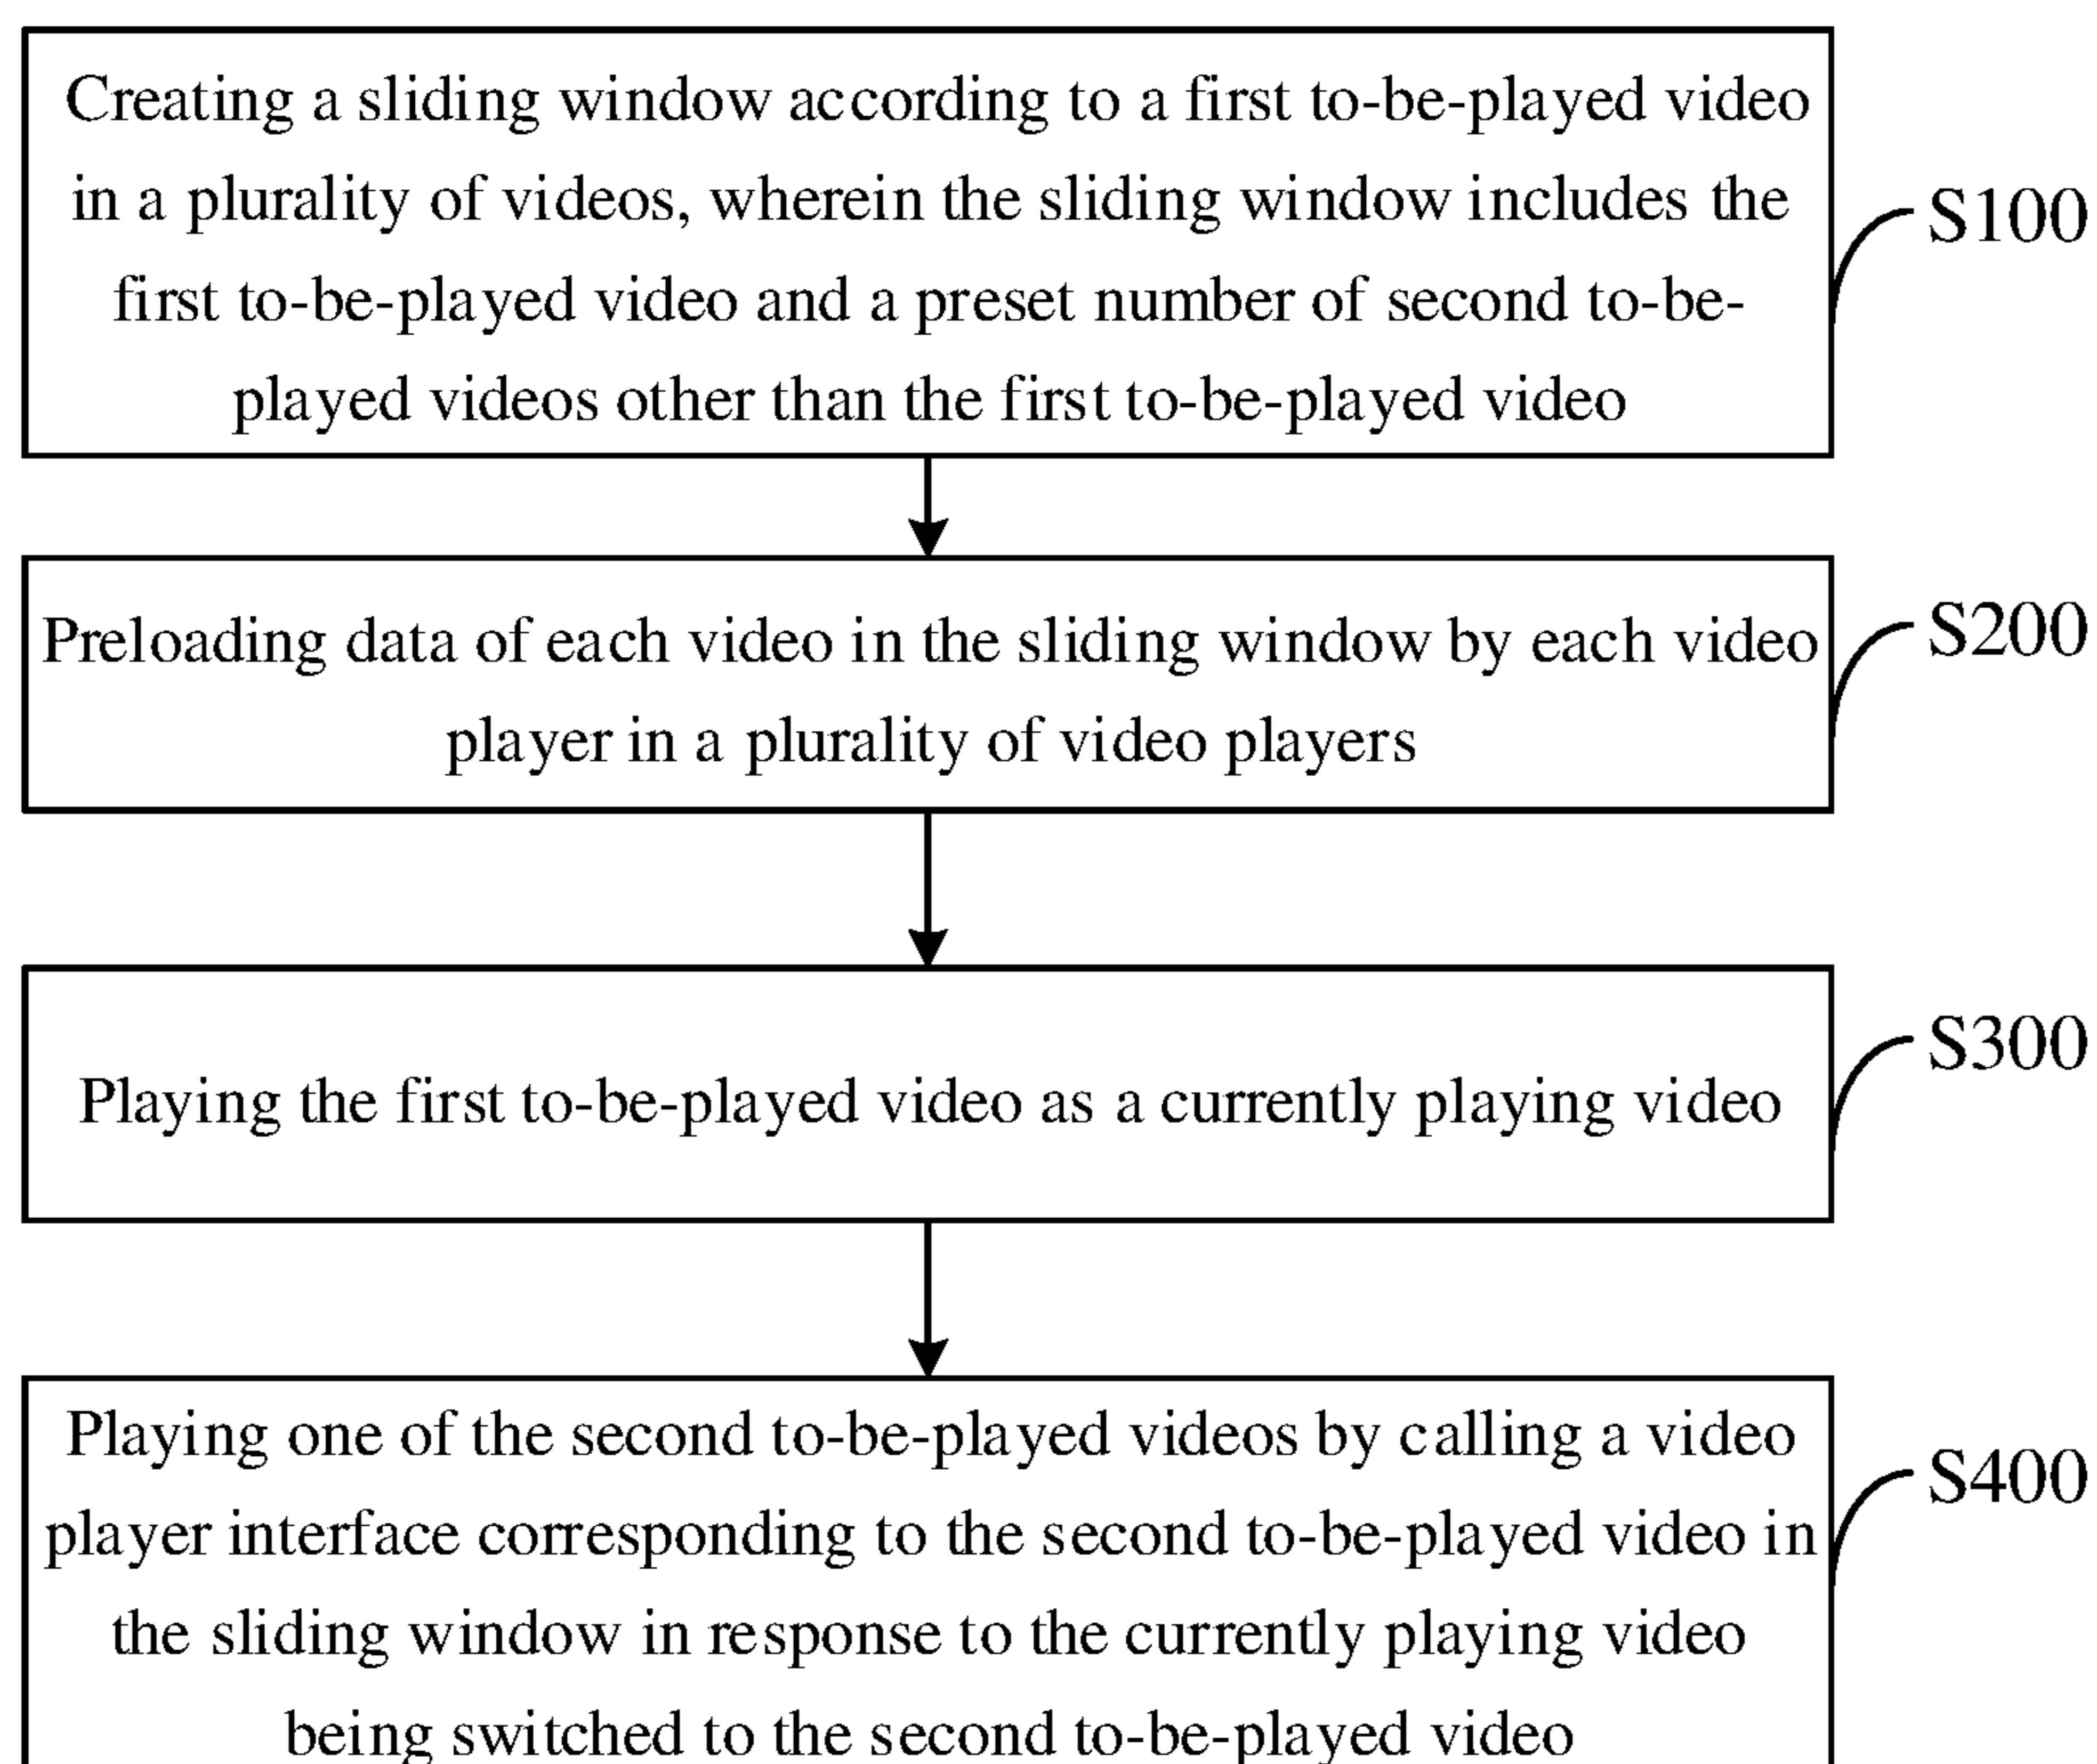 Creating a sliding window according to a first to-be-played video
in a plurality of videos, wherein the sliding window includes the
first to-be-played video and a preset number of second to-be-
played videos other than the first to-be-played video
S100
Preloading data of each video in the sliding window by each video
player in a plurality of video players
S200
Playing the first to-be-played video as a currently playing video
S300
Playing one of the second to-be-played videos by calling a video
player interface corresponding to the second to-be-played video in
the sliding window in response to the currently playing video
being switched to the second to-be-played video
S400